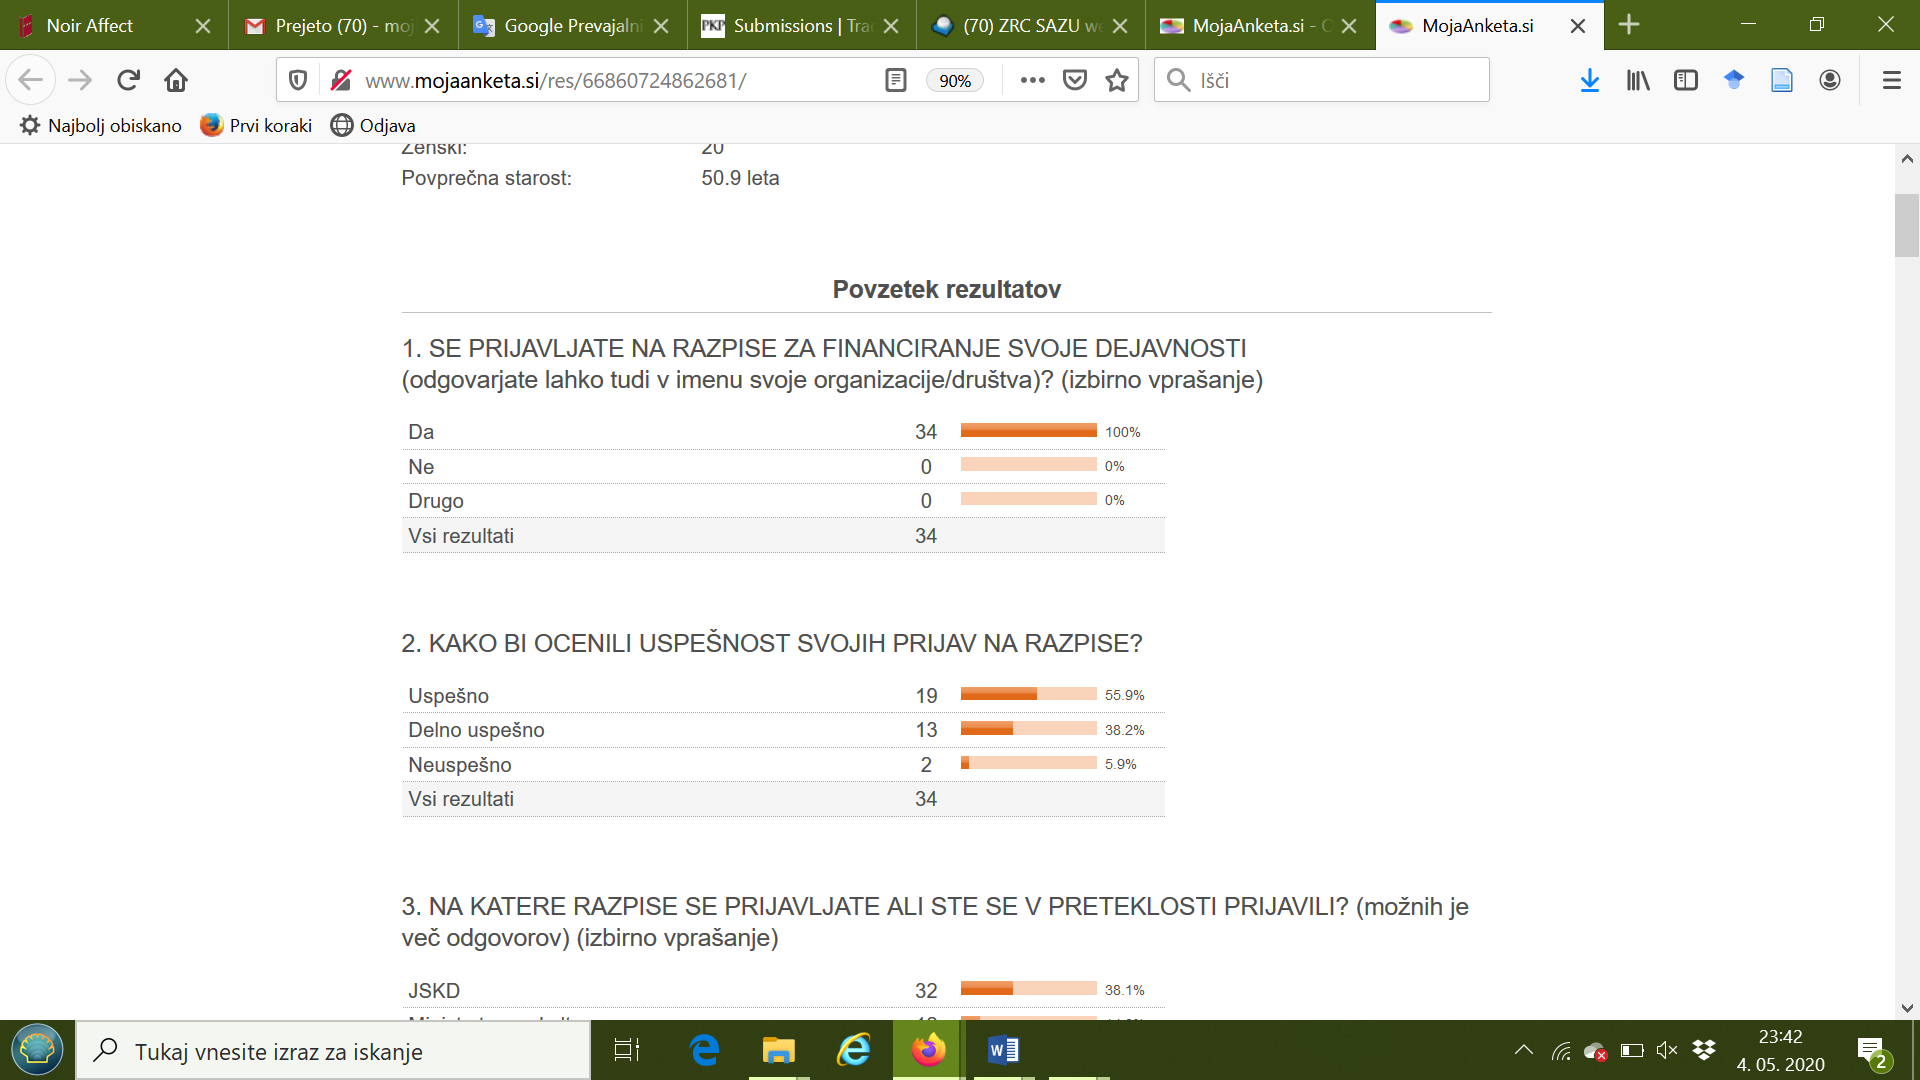 Noir Affect
Prejeto (70) - moj
Google Prevajalni
PKP Submissions | Tra
(70) ZRC SAZU we
MojaAnketa.si - O
MojaAnketa.si
www.mojaanketa.si/res/66860724862681/
90%
Išči
Najbolj obiskano
Prvi koraki
Odjava
Ženski: 20
Povprečna starost: 50.9 leta
Povzetek rezultatov
1. SE PRIJAVLJATE NA RAZPISE ZA FINANCIRANJE SVOJE DEJAVNOSTI
(odgovarjate lahko tudi v imenu svoje organizacije/društva)? (izbirno vprašanje)
Da 34 100%
Ne 0 0%
Drugo 0 0%
Vsi rezultati 34
2. KAKO BI OCENILI USPEŠNOST SVOJIH PRIJAV NA RAZPISE?
Uspešno 19 55.9%
Delno uspešno 13 38.2%
Neuspešno 2 5.9%
Vsi rezultati 34
3. NA KATERE RAZPISE SE PRIJAVLJATE ALI STE SE V PRETEKLOSTI PRIJAVILI? (možnih je
več odgovorov) (izbirno vprašanje)
JSKD 32 38.1%
Tukaj vnesite izraz za iskanje
23:42
4. 05. 2020
2